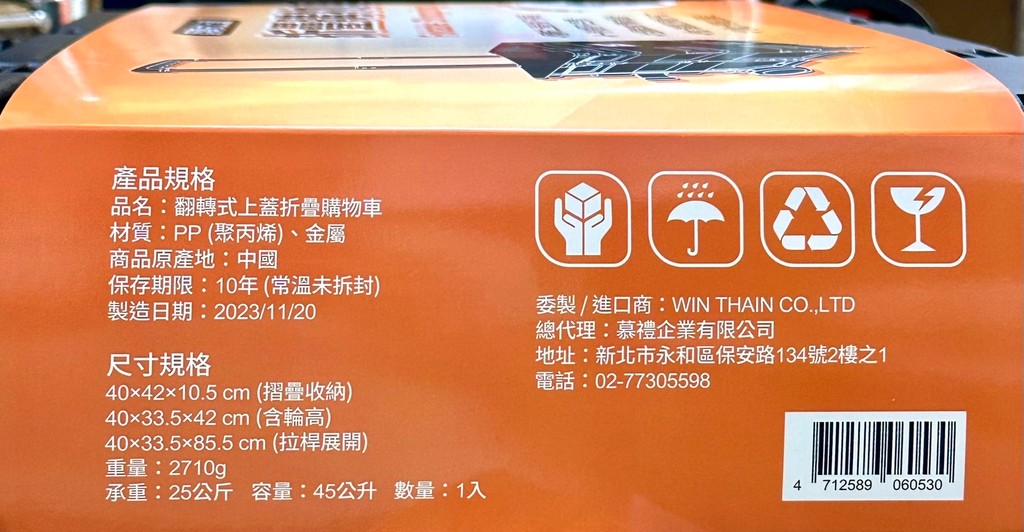 產品規格
品名：翻轉式上蓋折疊購物車
材質：PP (聚丙烯)、金屬
商品原產地：中國
保存期限：10年 (常溫未拆封)
製造日期：2023/11/20
尺寸規格
40×42×10.5 cm (摺疊收納)
40×33.5×42 cm (含輪高)
40×33.5×85.5 cm (拉桿展開)
重量：2710g
承重：25公斤 容量：45公升 數量：1入
委製 / 進口商：WIN THAIN CO.,LTD
總代理：慕禮企業有限公司
地址：新北市永和區保安路134號2樓之1
電話：02-77305598
4 712589 060530